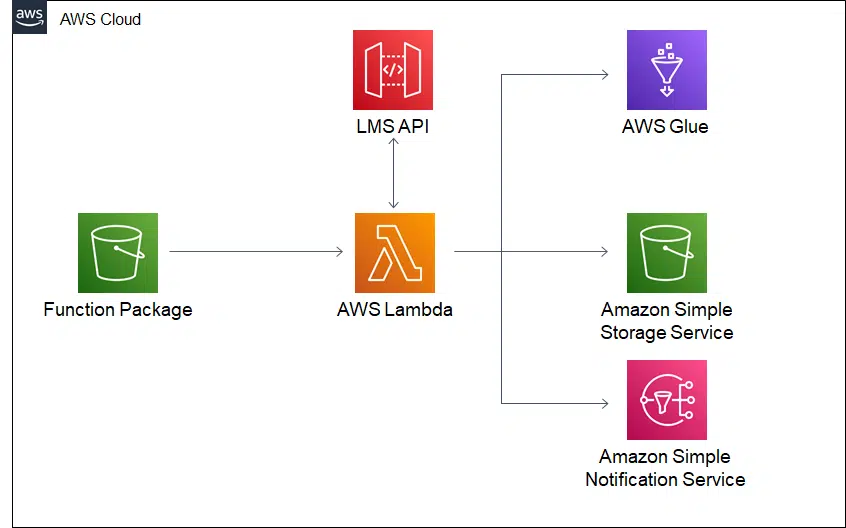 aws
AWS Cloud
LMS API
AWS Glue
</>
Function Package
AWS Lambda
Amazon Simple
Storage Service
Amazon Simple
Notification Service